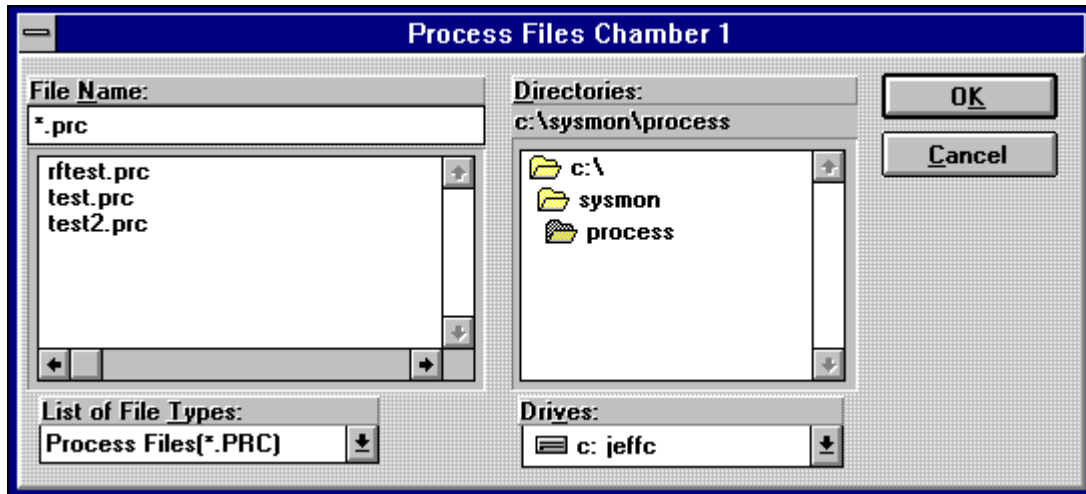 Process Files Chamber 1
File Name:
*.prc
rftest.prc
test.prc
test2.prc
List of File Types:
Process Files(*.PRC)
Directories:
c:\sysmon\process
c:\
sysmon
process
Drives:
c: jeffc
OK
Cancel